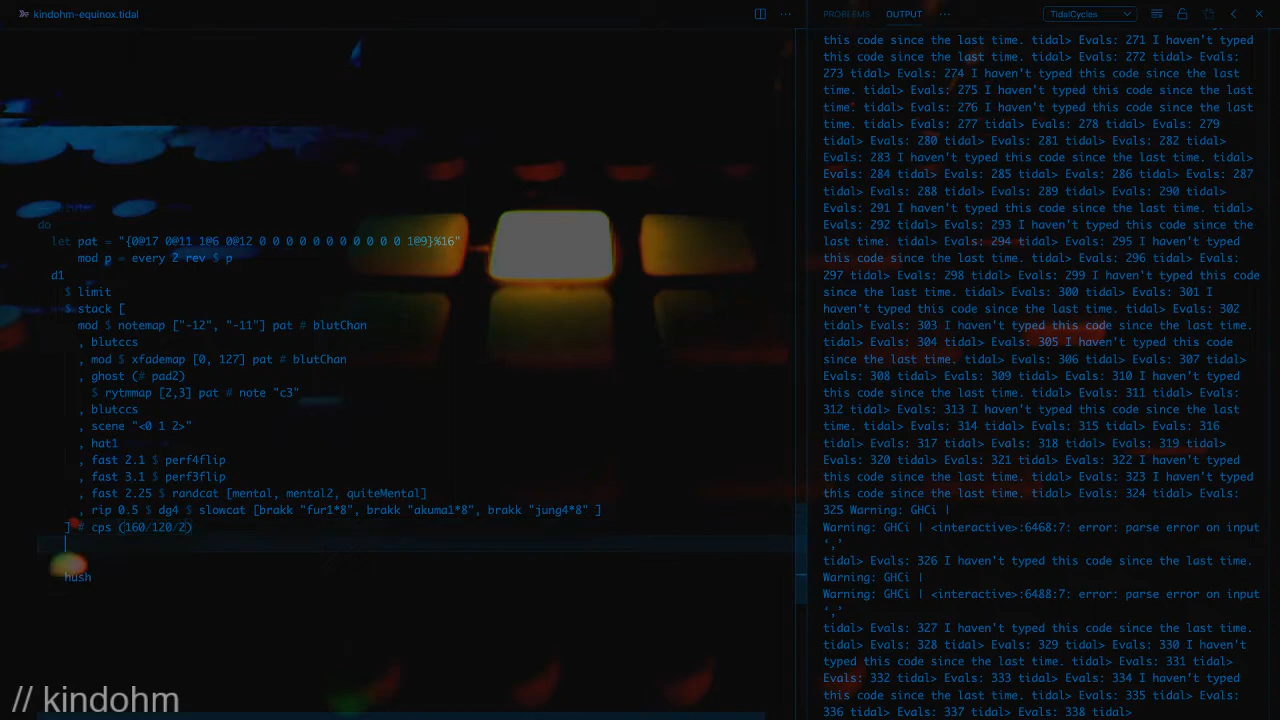 kindohm-equinox.tidal
PROBLEMS OUTPUT ··· TidalCycles
do
let pat = "{0@17 0@11 1@6 0@12 0 0 0 0 0 0 0 0 0 0 0 1@9}%16"
mod p = every 2 rev $ p
d1
$ limit
$ stack [
mod $ notemap ["-12", "-11"] pat # blutChan
, blutccs
, mod $ xfademap [0, 127] pat # blutChan
, ghost (# pad2)
$ rytmmap [2,3] pat # note "c3"
, blutccs
, scene "<0 1 2>"
, hat1
, fast 2.1 $ perf4flip
, fast 3.1 $ perf3flip
, fast 2.25 $ randcat [mental, mental2, quiteMental]
, rip 0.5 $ dg4 $ slowcat [brakk "fur1*8", brakk "akuma1*8", brakk "jung4*8" ]
] # cps (160/120/2)
hush
this code since the last time. tidal> Evals: 271 I haven't typed
this code since the last time. tidal> Evals: 272 tidal> Evals:
273 tidal> Evals: 274 I haven't typed this code since the last
time. tidal> Evals: 275 I haven't typed this code since the last
time. tidal> Evals: 276 I haven't typed this code since the last
time. tidal> Evals: 277 tidal> Evals: 278 tidal> Evals: 279
tidal> Evals: 280 tidal> Evals: 281 tidal> Evals: 282 tidal>
Evals: 283 I haven't typed this code since the last time. tidal>
Evals: 284 tidal> Evals: 285 tidal> Evals: 286 tidal> Evals: 287
tidal> Evals: 288 tidal> Evals: 289 tidal> Evals: 290 tidal>
Evals: 291 I haven't typed this code since the last time. tidal>
Evals: 292 tidal> Evals: 293 I haven't typed this code since the
last time. tidal> Evals: 294 tidal> Evals: 295 I haven't typed
this code since the last time. tidal> Evals: 296 tidal> Evals:
297 tidal> Evals: 298 tidal> Evals: 299 I haven't typed this code
since the last time. tidal> Evals: 300 tidal> Evals: 301 I
haven't typed this code since the last time. tidal> Evals: 302
tidal> Evals: 303 I haven't typed this code since the last time.
tidal> Evals: 304 tidal> Evals: 305 I haven't typed this code
since the last time. tidal> Evals: 306 tidal> Evals: 307 tidal>
Evals: 308 tidal> Evals: 309 tidal> Evals: 310 I haven't typed
this code since the last time. tidal> Evals: 311 tidal> Evals:
312 tidal> Evals: 313 I haven't typed this code since the last
time. tidal> Evals: 314 tidal> Evals: 315 tidal> Evals: 316
tidal> Evals: 317 tidal> Evals: 318 tidal> Evals: 319 tidal>
Evals: 320 tidal> Evals: 321 tidal> Evals: 322 I haven't typed
this code since the last time. tidal> Evals: 323 I haven't typed
this code since the last time. tidal> Evals: 324 tidal> Evals:
325 Warning: GHCi |
Warning: GHCi | <interactive>:6468:7: error: parse error on input
‘,’
tidal> Evals: 326 I haven't typed this code since the last time.
Warning: GHCi |
Warning: GHCi | <interactive>:6488:7: error: parse error on input
‘,’
tidal> Evals: 327 I haven't typed this code since the last time.
tidal> Evals: 328 tidal> Evals: 329 tidal> Evals: 330 I haven't
typed this code since the last time. tidal> Evals: 331 tidal>
Evals: 332 tidal> Evals: 333 tidal> Evals: 334 I haven't typed
this code since the last time. tidal> Evals: 335 tidal> Evals:
336 tidal> Evals: 337 tidal> Evals: 338 tidal>
// kindohm